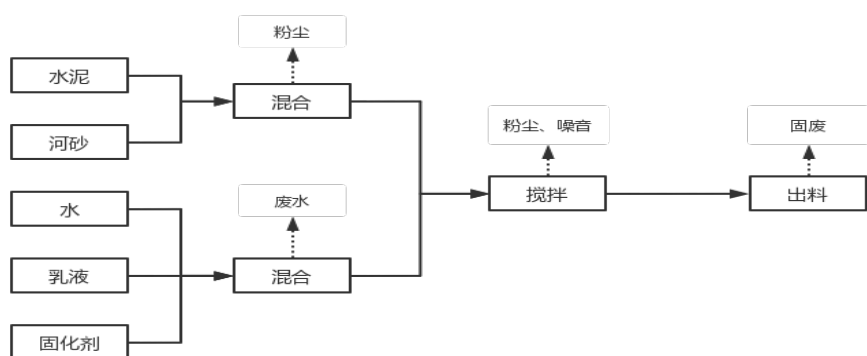 粉尘
水泥
混合
河砂
粉尘、噪音
固废
水
废水
搅拌
出料
乳液
混合
固化剂